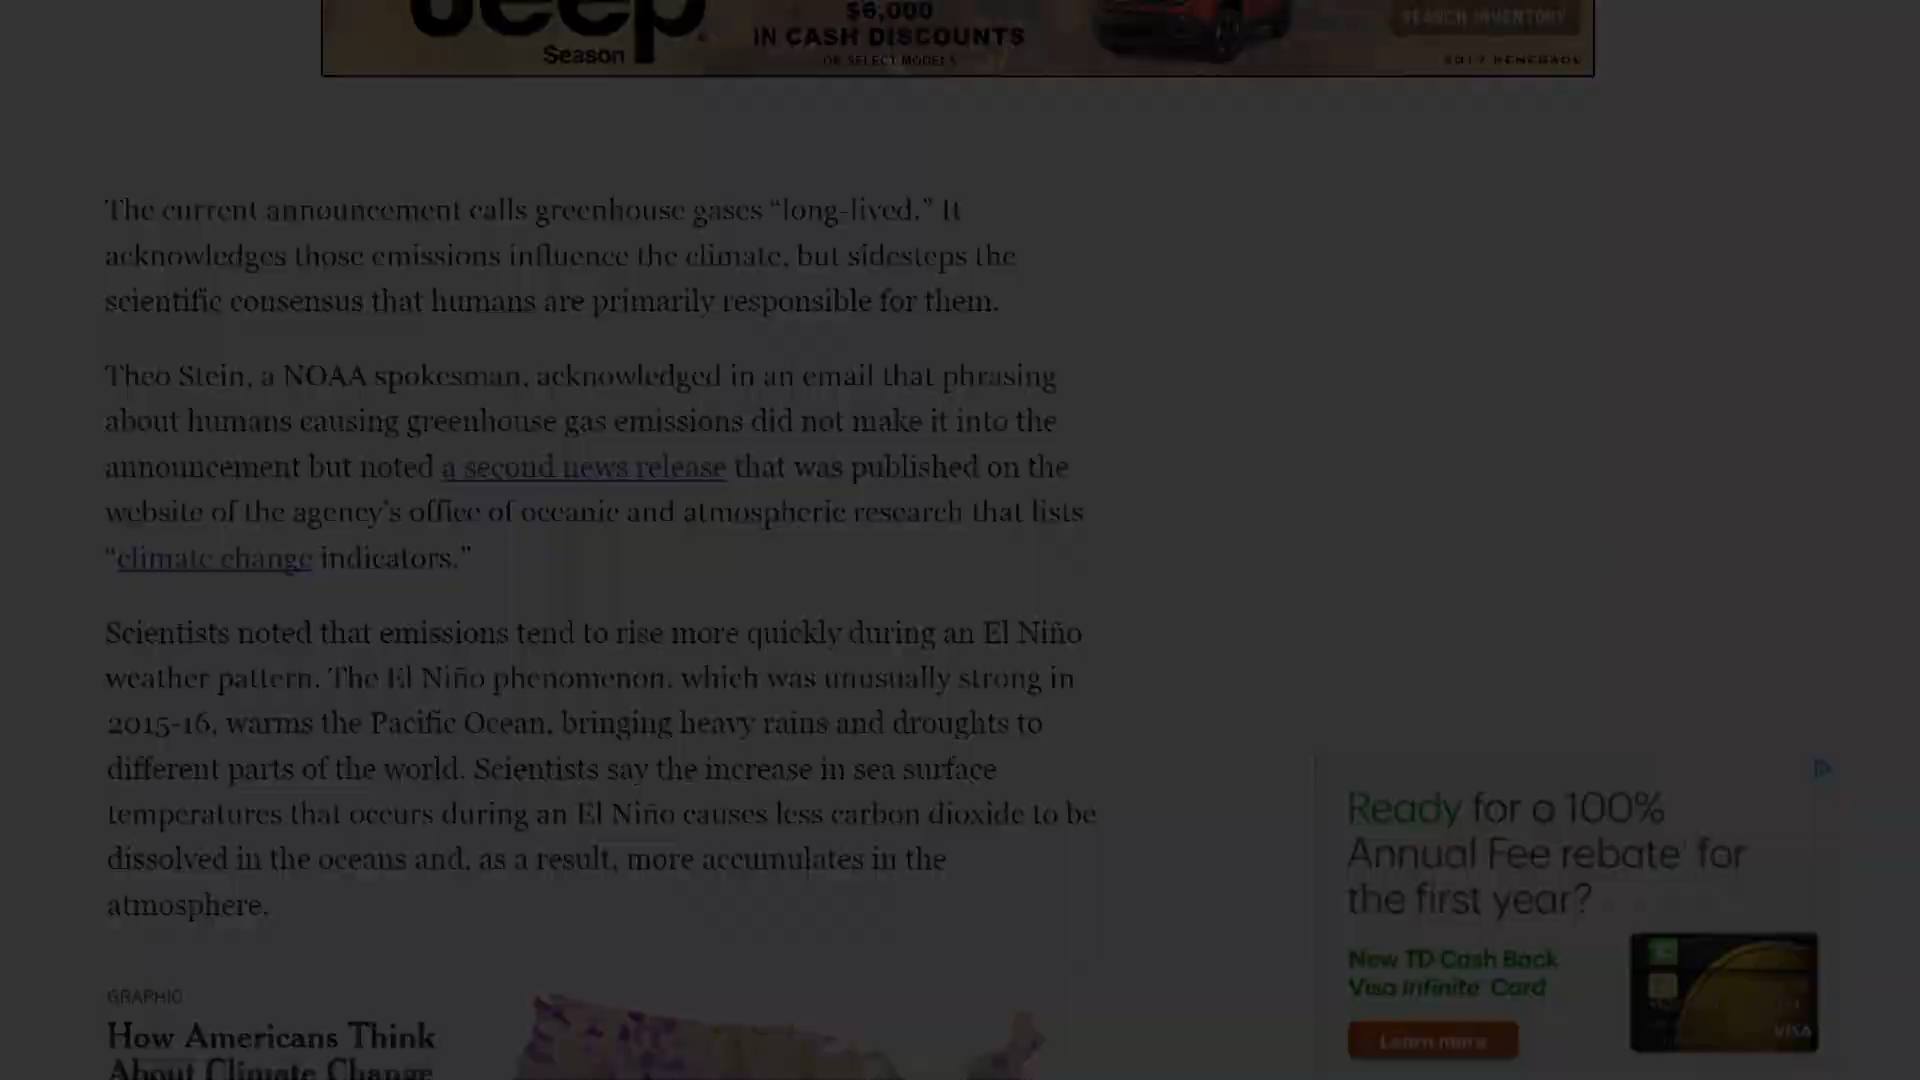 Jeep
Season
$6,000
IN CASH DISCOUNTS
ON SELECT MODELS
SEARCH INVENTORY
2017 RENEGADE
The current announcement calls greenhouse gases “long-lived.” It
acknowledges those emissions influence the climate, but sidesteps the
scientific consensus that humans are primarily responsible for them.
Theo Stein, a NOAA spokesman, acknowledged in an email that phrasing
about humans causing greenhouse gas emissions did not make it into the
announcement but noted a second news release that was published on the
website of the agency’s office of oceanic and atmospheric research that lists
“climate change indicators.”
Scientists noted that emissions tend to rise more quickly during an El Niño
weather pattern. The El Niño phenomenon, which was unusually strong in
2015-16, warms the Pacific Ocean, bringing heavy rains and droughts to
different parts of the world. Scientists say the increase in sea surface
temperatures that occurs during an El Niño causes less carbon dioxide to be
dissolved in the oceans and, as a result, more accumulates in the
atmosphere.
GRAPHIC
How Americans Think
About Climate Change
Ready for a 100%
Annual Fee rebate¹ for
the first year?
New TD Cash Back
Visa Infinite* Card
Learn more
VISA